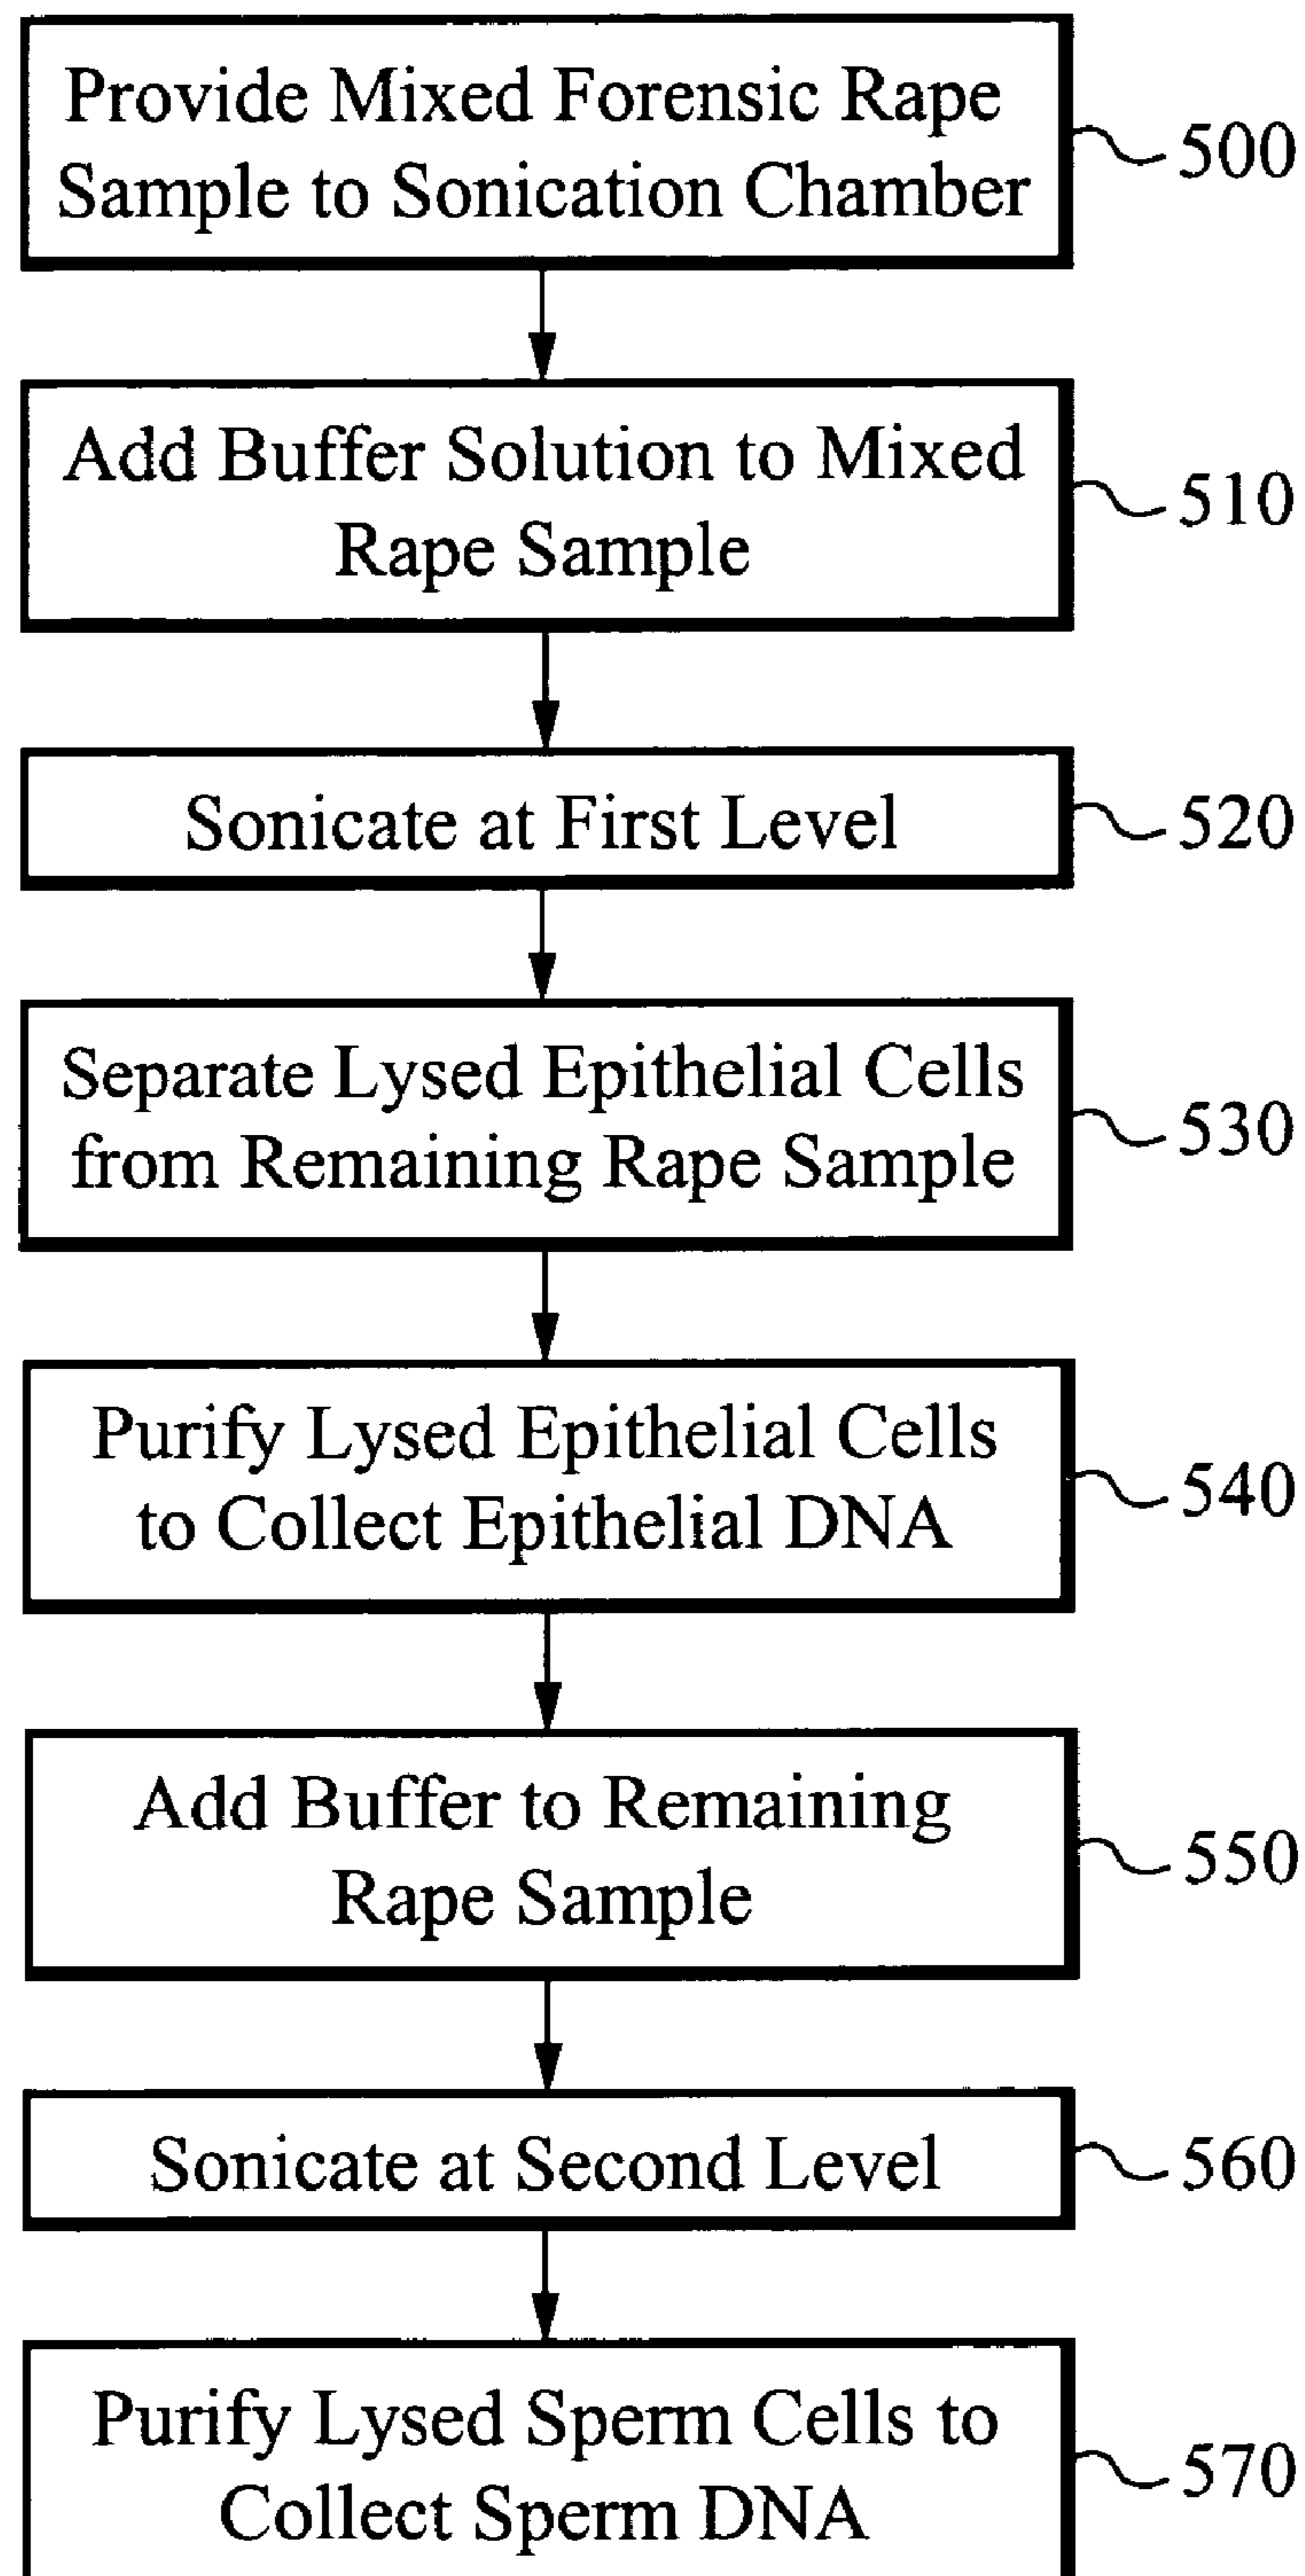 Provide Mixed Forensic Rape
Sample to Sonication Chamber
500
Add Buffer Solution to Mixed
Rape Sample
510
Sonicate at First Level
520
Separate Lysed Epithelial Cells
from Remaining Rape Sample
530
Purify Lysed Epithelial Cells
to Collect Epithelial DNA
540
Add Buffer to Remaining
Rape Sample
550
Sonicate at Second Level
560
Purify Lysed Sperm Cells to
Collect Sperm DNA
570